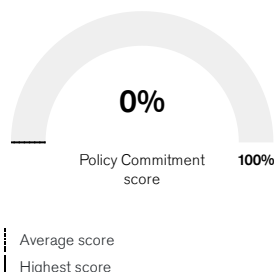 0%
Policy Commitment
score
100%
Average score
Highest score